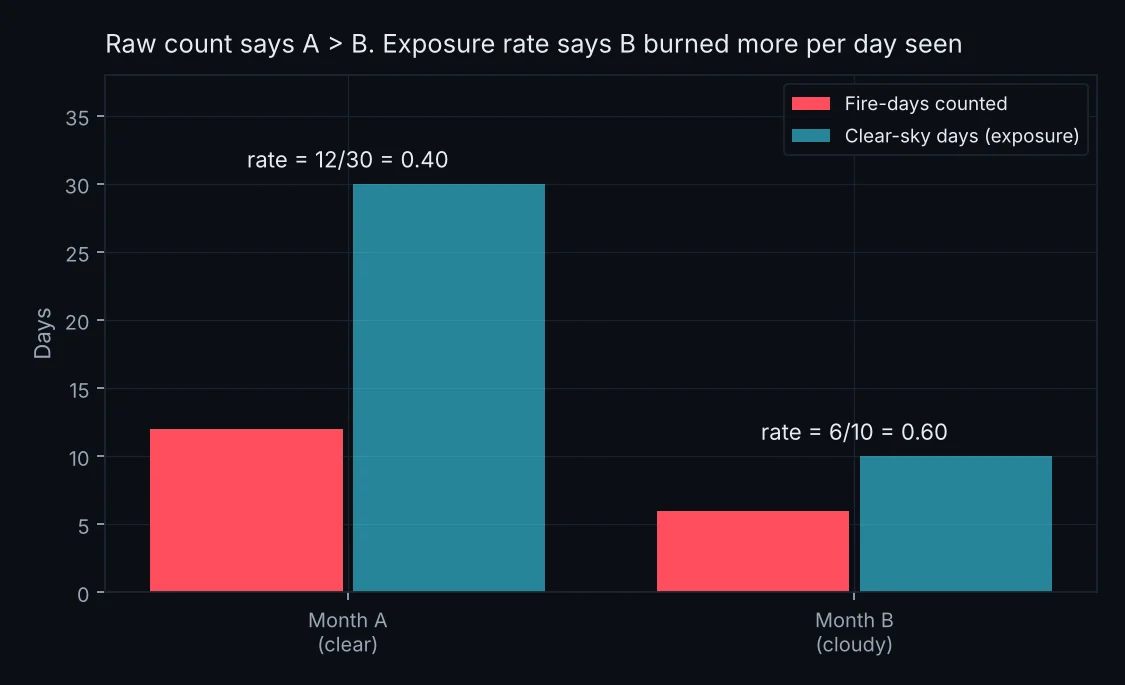 Raw count says A > B. Exposure rate says B burned more per day seen
Fire-days counted
Clear-sky days (exposure)
rate = 12/30 = 0.40
rate = 6/10 = 0.60
Days
35
30
25
20
15
10
5
0
Month A
(clear)
Month B
(cloudy)